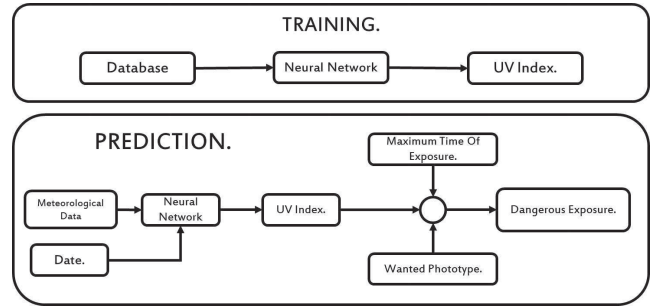 TRAINING.
Database
Neural Network
UV Index.
PREDICTION.
Maximum Time Of
Exposure.
Meteorological
Data
Neural
Network
UV Index.
Dangerous Exposure.
Date.
Wanted Phototype.